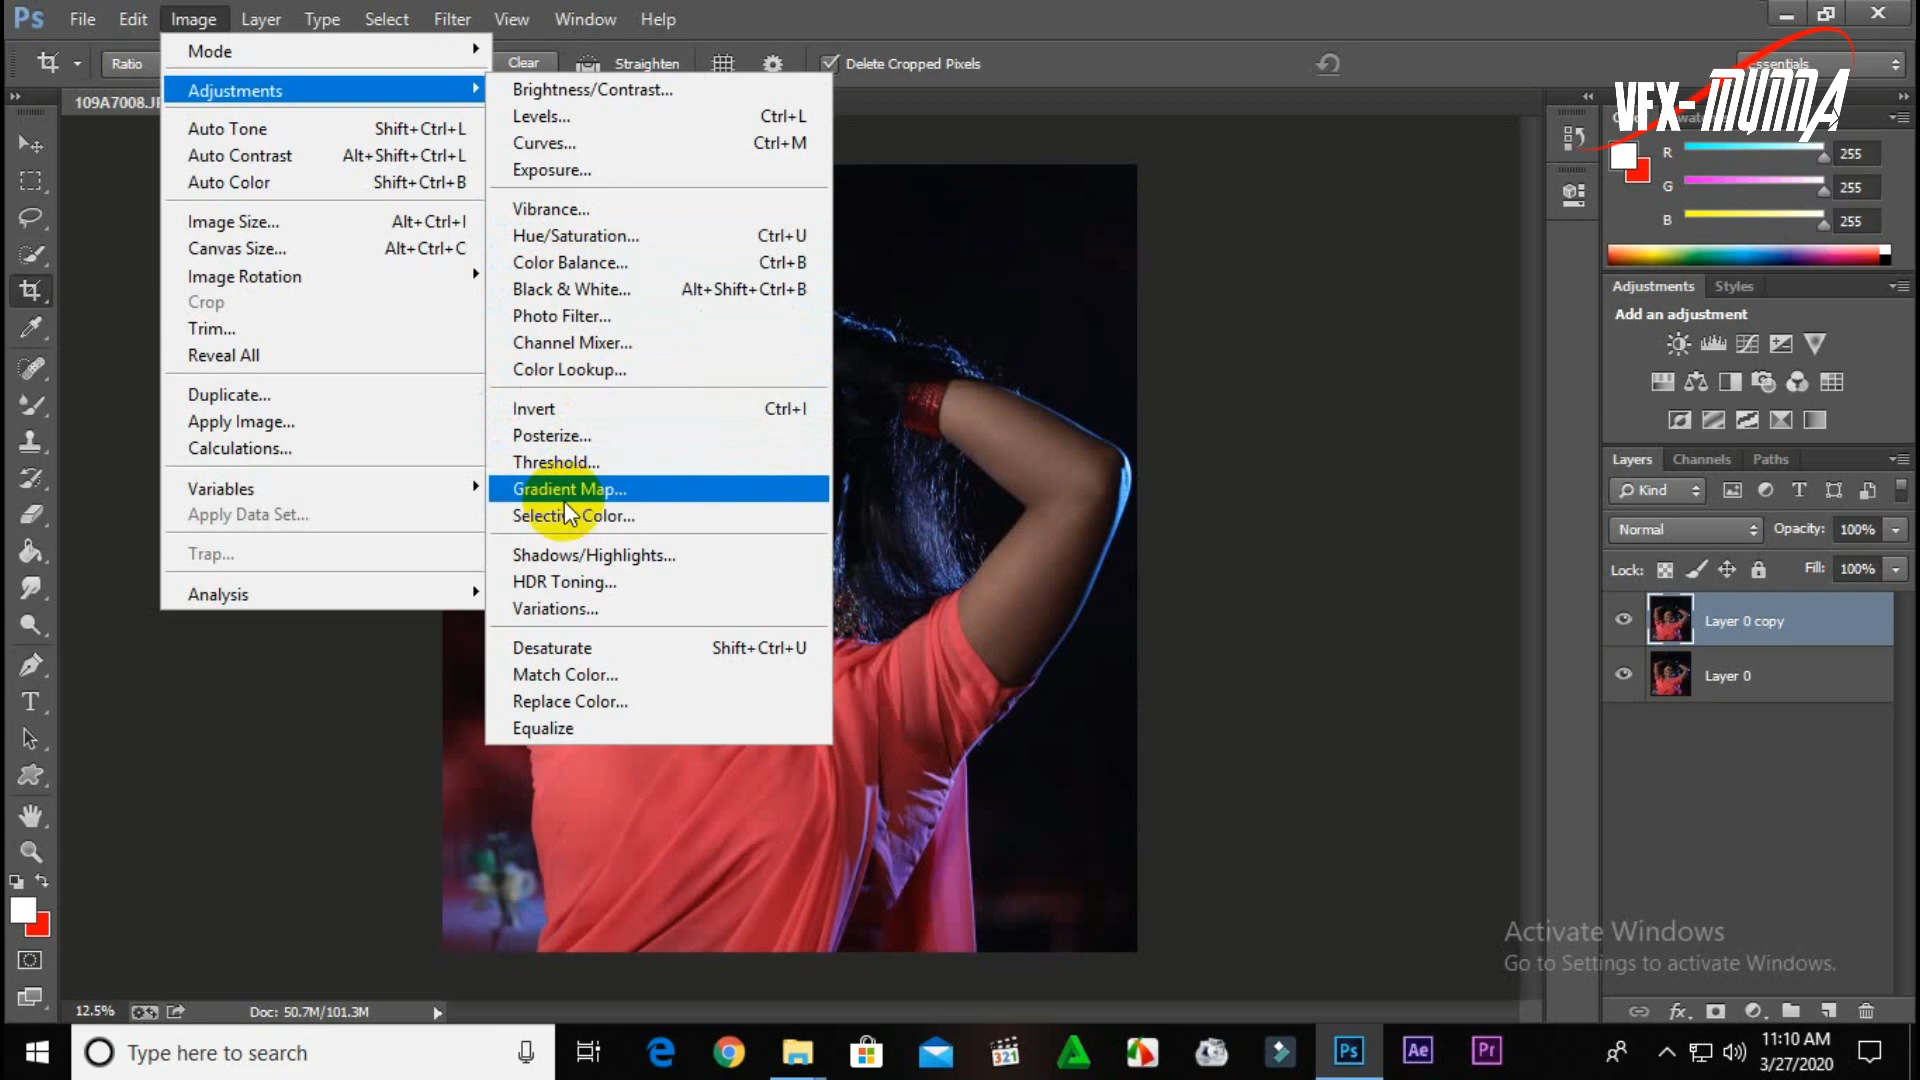 Ps File Edit Image Layer Type Select Filter View Window Help
Ratio Clear Straighten Delete Cropped Pixels Essentials
VFX-MUNNA
109A7008.J
Mode
Adjustments
Auto Tone Shift+Ctrl+L
Auto Contrast Alt+Shift+Ctrl+L
Auto Color Shift+Ctrl+B
Image Size... Alt+Ctrl+I
Canvas Size... Alt+Ctrl+C
Image Rotation
Crop
Trim...
Reveal All
Duplicate...
Apply Image...
Calculations...
Variables
Apply Data Set...
Trap...
Analysis
Brightness/Contrast...
Levels... Ctrl+L
Curves... Ctrl+M
Exposure...
Vibrance...
Hue/Saturation... Ctrl+U
Color Balance... Ctrl+B
Black & White... Alt+Shift+Ctrl+B
Photo Filter...
Channel Mixer...
Color Lookup...
Invert Ctrl+I
Posterize...
Threshold...
Gradient Map...
Selective Color...
Shadows/Highlights...
HDR Toning...
Variations...
Desaturate Shift+Ctrl+U
Match Color...
Replace Color...
Equalize
R 255
G 255
B 255
Adjustments Styles
Add an adjustment
Layers Channels Paths
Kind
Normal Opacity: 100%
Lock: Fill: 100%
Layer 0 copy
Layer 0
Activate Windows
Go to Settings to activate Windows.
12.5% Doc: 50.7M/101.3M
Type here to search
321
Ps Ae Pr
11:10 AM
3/27/2020